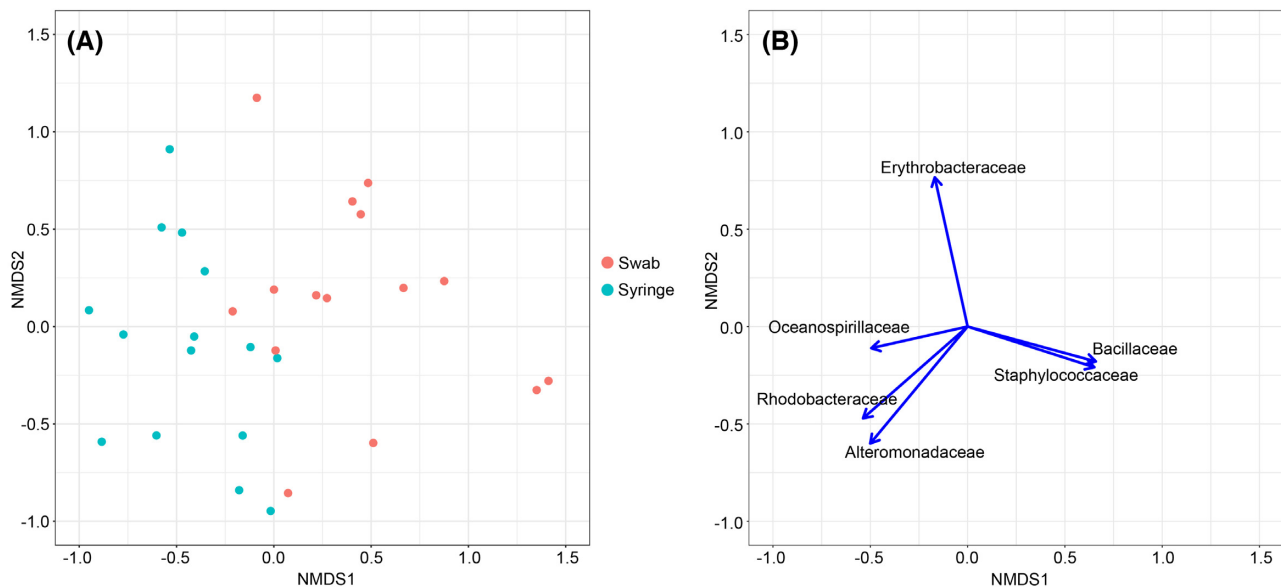 (A)
1.5
1.0
0.5
0.0
-0.5
-1.0
NMDS2
-1.0 -0.5 0.0 0.5 1.0 1.5
NMDS1
Swab
Syringe
(B)
1.5
1.0
0.5
0.0
-0.5
-1.0
NMDS2
Erythrobacteraceae
Oceanospirillaceae
Bacillaceae
Staphylococcaceae
Rhodobacteraceae
Alteromonadaceae
-1.0 -0.5 0.0 0.5 1.0 1.5
NMDS1